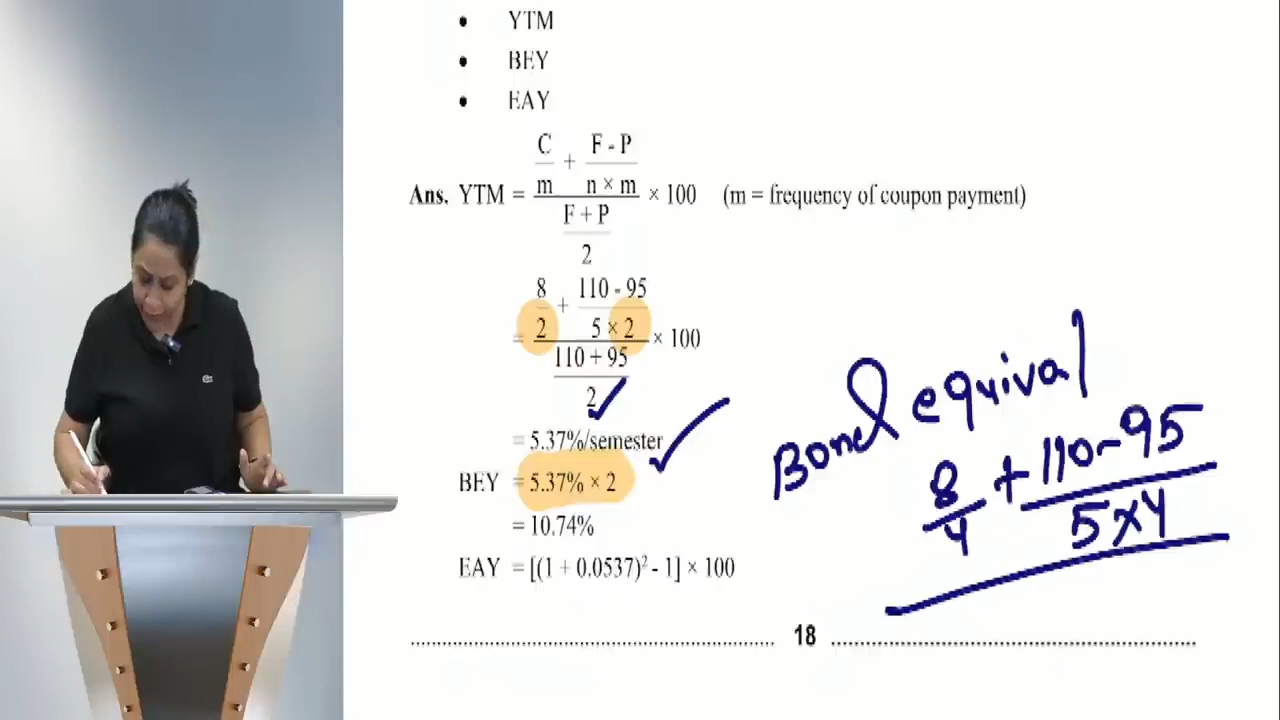 • YTM
• BEY
• EAY
Ans. YTM = (C/m + (F - P)/(n × m)) / ((F + P)/2) × 100 (m = frequency of coupon payment)
= (8/2 + (110 - 95)/(5 × 2)) / ((110 + 95)/2) × 100
= 5.37%/semester
BEY = 5.37% × 2
= 10.74%
EAY = [(1 + 0.0537)² - 1] × 100
18
Bond equival
8/4 + (110-95)/(5×4)